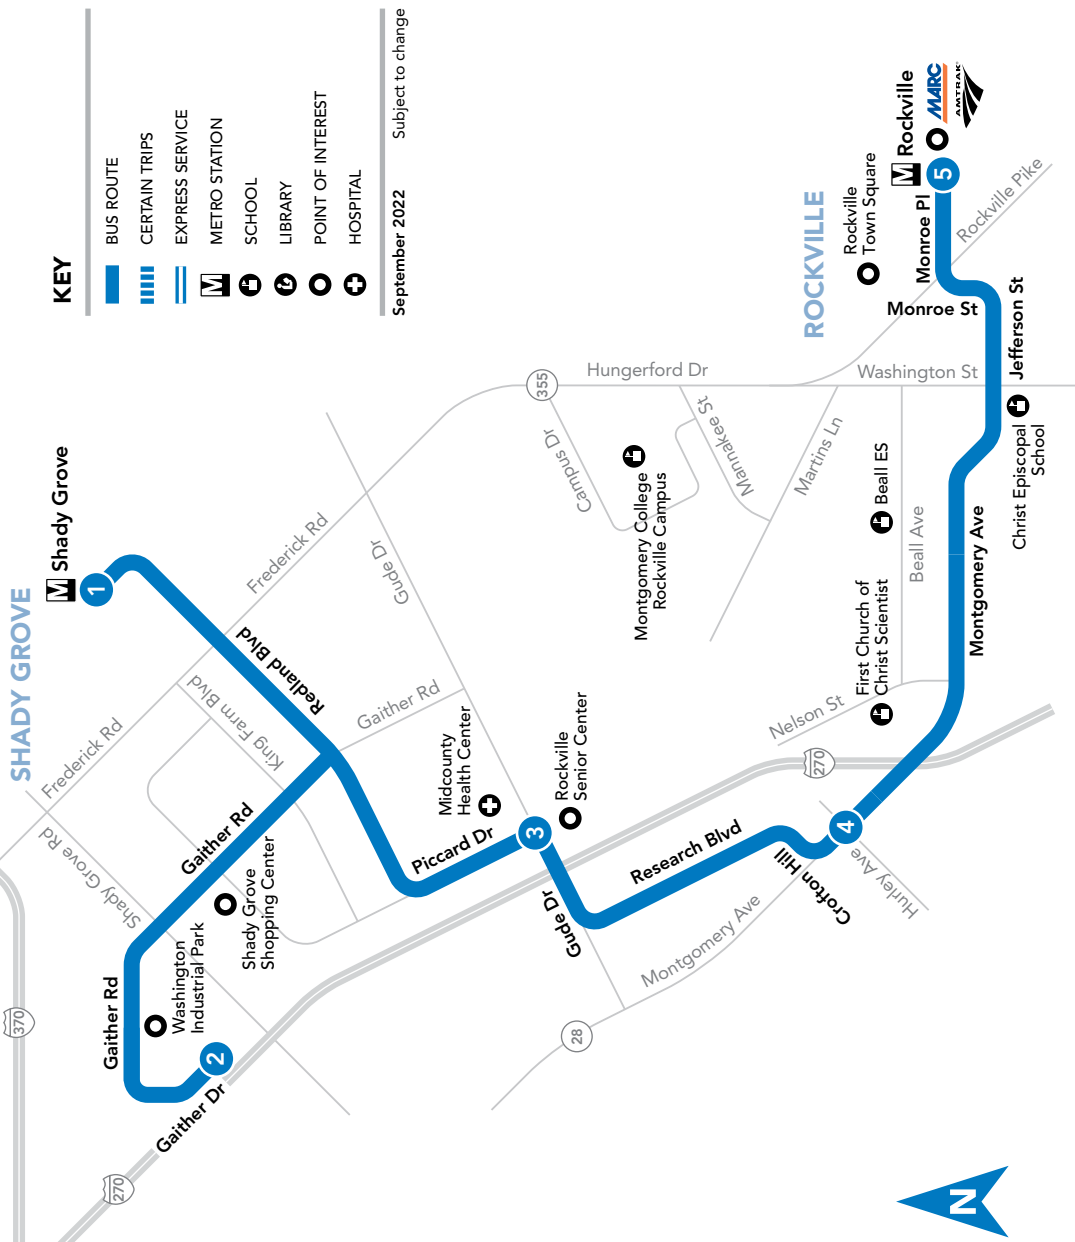 KEY
BUS ROUTE
CERTAIN TRIPS
EXPRESS SERVICE
M
METRO STATION
SCHOOL
LIBRARY
POINT OF INTEREST
HOSPITAL
September 2022
Subject to change
SHADY GROVE
M
Shady Grove
1
Frederick Rd
Frederick Rd
Redland Blvd
King Farm Blvd
Gaither Rd
Gude Dr
Shady Grove Rd
Gaither Rd
Shady Grove
Shopping Center
Washington
Industrial Park
Gaither Rd
2
Gaither Dr
370
270
Midcounty
Health Center
Piccard Dr
3
Rockville
Senior Center
Gude Dr
Research Blvd
Montgomery Ave
28
Crofton Hill
4
Hurley Ave
270
Nelson St
First Church of
Christ Scientist
Beall Ave
Beall ES
Montgomery Ave
355
Hungerford Dr
Campus Dr
Mannakee St
Montgomery College
Rockville Campus
Martins Ln
Washington St
Christ Episcopal
School
Jefferson St
Monroe St
Monroe Pl
Rockville Pike
ROCKVILLE
Rockville
Town Square
5
M
Rockville
MARC
AMTRAK
N